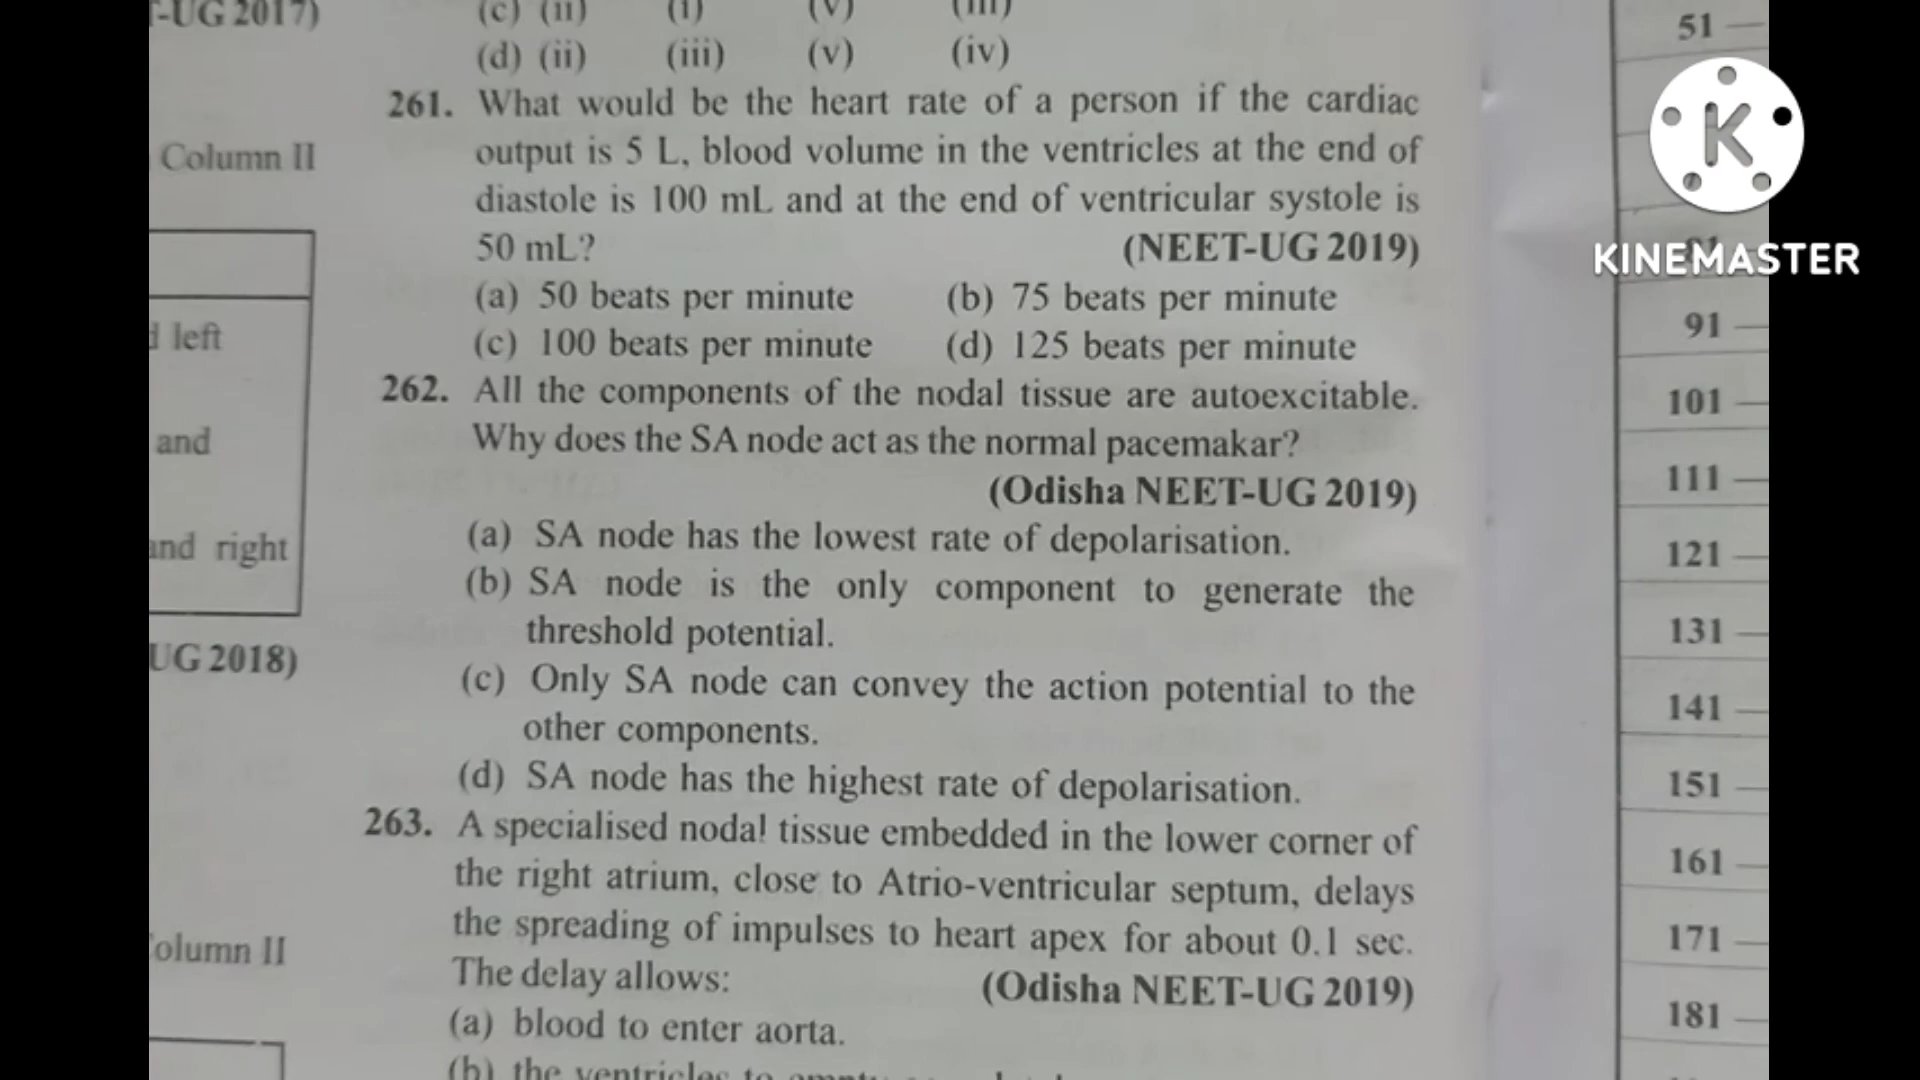 -UG 2017)
Column II
d left
and
and right
UG 2018)
olumn II
(c) (ii) (i) (v) (iii)
(d) (ii) (iii) (v) (iv)
261. What would be the heart rate of a person if the cardiac
output is 5 L, blood volume in the ventricles at the end of
diastole is 100 mL and at the end of ventricular systole is
50 mL? (NEET-UG 2019)
(a) 50 beats per minute (b) 75 beats per minute
(c) 100 beats per minute (d) 125 beats per minute
262. All the components of the nodal tissue are autoexcitable.
Why does the SA node act as the normal pacemakar?
(Odisha NEET-UG 2019)
(a) SA node has the lowest rate of depolarisation.
(b) SA node is the only component to generate the
threshold potential.
(c) Only SA node can convey the action potential to the
other components.
(d) SA node has the highest rate of depolarisation.
263. A specialised nodal tissue embedded in the lower corner of
the right atrium, close to Atrio-ventricular septum, delays
the spreading of impulses to heart apex for about 0.1 sec.
The delay allows: (Odisha NEET-UG 2019)
(a) blood to enter aorta.
(b) the ventricles to empty
51
K
KINEMASTER
91
101
111
121
131
141
151
161
171
181